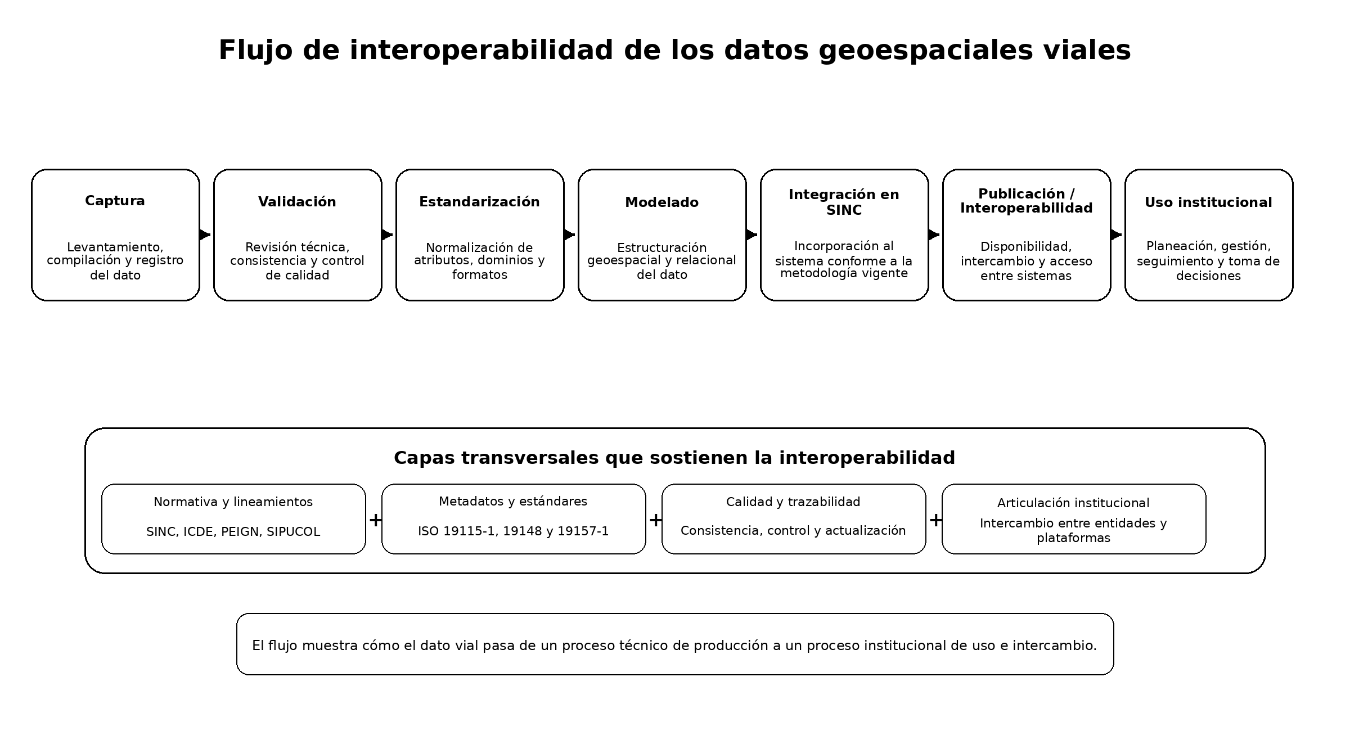 Flujo de interoperabilidad de los datos geoespaciales viales
Captura
Levantamiento,
compilación y registro
del dato
Validación
Revisión técnica,
consistencia y control
de calidad
Estandarización
Normalización de
atributos, dominios y
formatos
Modelado
Estructuración
geoespacial y relacional
del dato
Integración en
SINC
Incorporación al
sistema conforme a la
metodología vigente
Publicación /
Interoperabilidad
Disponibilidad,
intercambio y acceso
entre sistemas
Uso institucional
Planeación, gestión,
seguimiento y toma de
decisiones
Capas transversales que sostienen la interoperabilidad
Normativa y lineamientos
SINC, ICDE, PEIGN, SIPUCOL
+
Metadatos y estándares
ISO 19115-1, 19148 y 19157-1
+
Calidad y trazabilidad
Consistencia, control y actualización
+
Articulación institucional
Intercambio entre entidades y
plataformas
El flujo muestra cómo el dato vial pasa de un proceso técnico de producción a un proceso institucional de uso e intercambio.